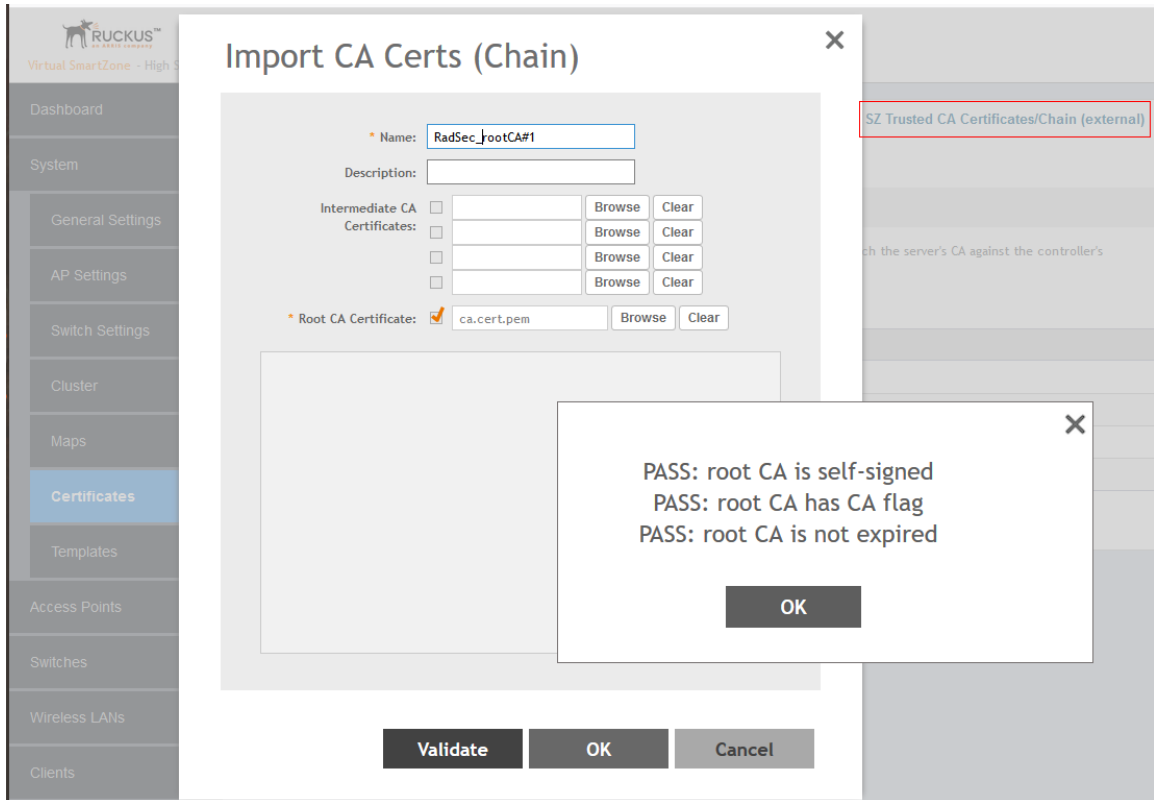 RUCKUS™
an ARRIS company
Virtual SmartZone - High S
Dashboard
System
General Settings
AP Settings
Switch Settings
Cluster
Maps
Certificates
Templates
Access Points
Switches
Wireless LANs
Clients
Import CA Certs (Chain)
* Name: RadSec_rootCA#1
Description:
Intermediate CA Certificates:
Browse Clear
Browse Clear
Browse Clear
Browse Clear
* Root CA Certificate: ca.cert.pem Browse Clear
PASS: root CA is self-signed
PASS: root CA has CA flag
PASS: root CA is not expired
OK
Validate OK Cancel
SZ Trusted CA Certificates/Chain (external)
ch the server's CA against the controller's